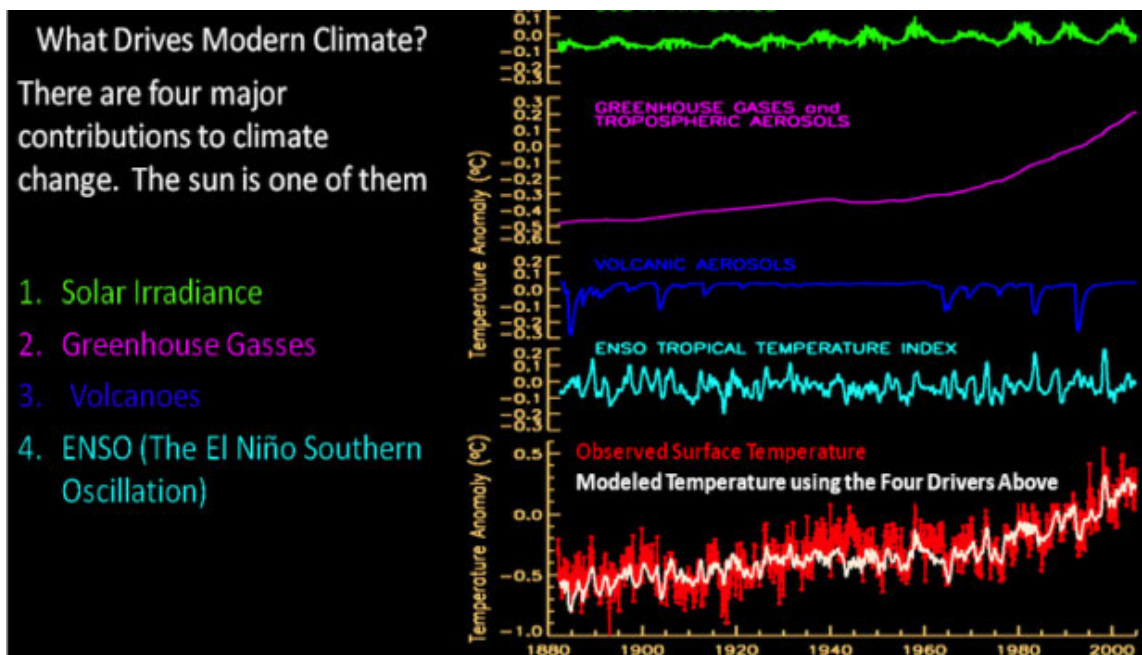 What Drives Modern Climate?
There are four major
contributions to climate
change. The sun is one of them
1. Solar Irradiance
2. Greenhouse Gasses
3. Volcanoes
4. ENSO (The El Niño Southern
Oscillation)
0.1
0.0
-0.1
-0.2
-0.3
GREENHOUSE GASES and
TROPOSPHERIC AEROSOLS
0.3
0.2
0.1
0.0
-0.1
-0.2
-0.3
-0.4
-0.5
-0.6
Temperature Anomaly (ºC)
VOLCANIC AEROSOLS
0.2
0.1
0.0
-0.1
-0.2
-0.3
ENSO TROPICAL TEMPERATURE INDEX
0.2
0.1
0.0
-0.1
-0.2
-0.3
Observed Surface Temperature
Modeled Temperature using the Four Drivers Above
Temperature Anomaly (ºC)
0.5
0.0
-0.5
-1.0
1880 1900 1920 1940 1960 1980 2000